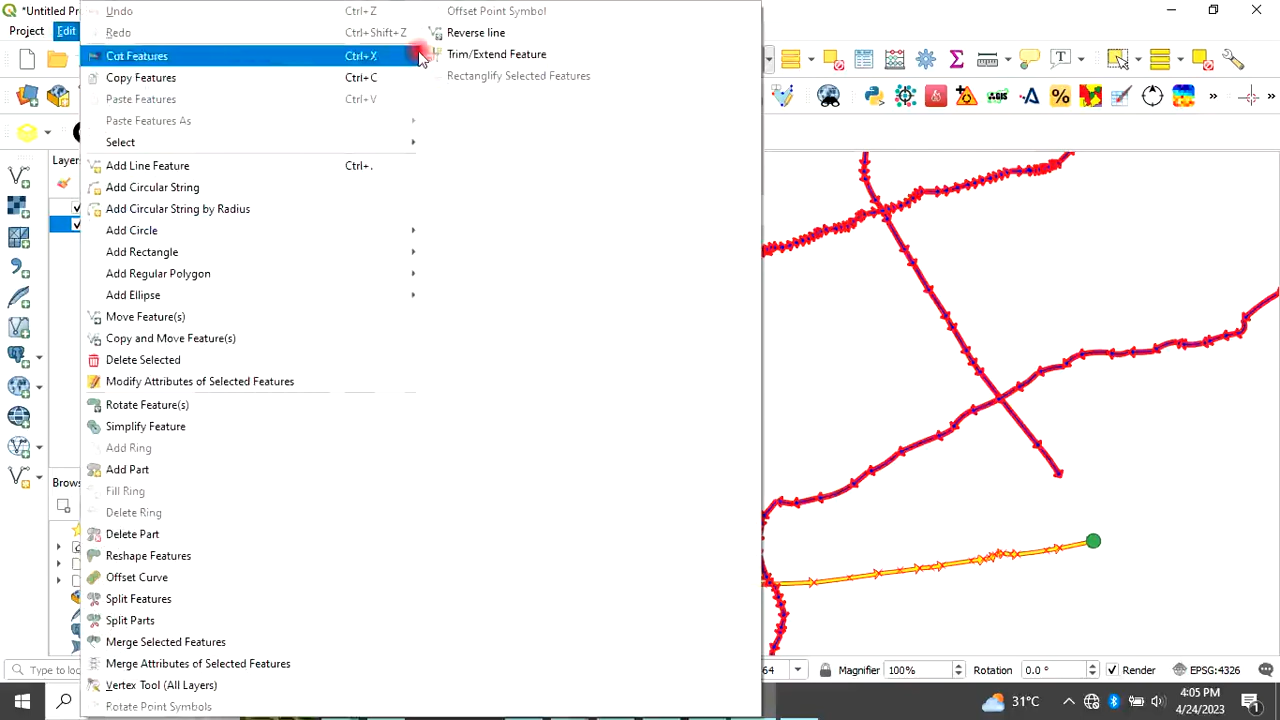 *Untitled Pr
Project
Edit
Layers
Brows
Undo Ctrl+Z
Redo Ctrl+Shift+Z
Cut Features Ctrl+X
Copy Features Ctrl+C
Paste Features Ctrl+V
Paste Features As
Select
Add Line Feature Ctrl+.
Add Circular String
Add Circular String by Radius
Add Circle
Add Rectangle
Add Regular Polygon
Add Ellipse
Move Feature(s)
Copy and Move Feature(s)
Delete Selected
Modify Attributes of Selected Features
Rotate Feature(s)
Simplify Feature
Add Ring
Add Part
Fill Ring
Delete Ring
Delete Part
Reshape Features
Offset Curve
Split Features
Split Parts
Merge Selected Features
Merge Attributes of Selected Features
Vertex Tool (All Layers)
Rotate Point Symbols
Offset Point Symbol
Reverse line
Trim/Extend Feature
Rectanglify Selected Features
Type to loc
64 Magnifier 100% Rotation 0.0 ° Render EPSG:4326
31°C 4:05 PM
4/24/2023